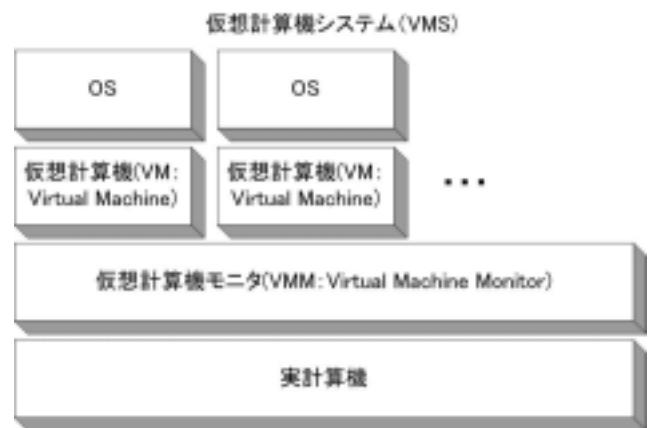 仮想計算機システム(VMS)
OS
OS
仮想計算機(VM:
Virtual Machine)
仮想計算機(VM:
Virtual Machine)
・・・
仮想計算機モニタ(VMM:Virtual Machine Monitor)
実計算機